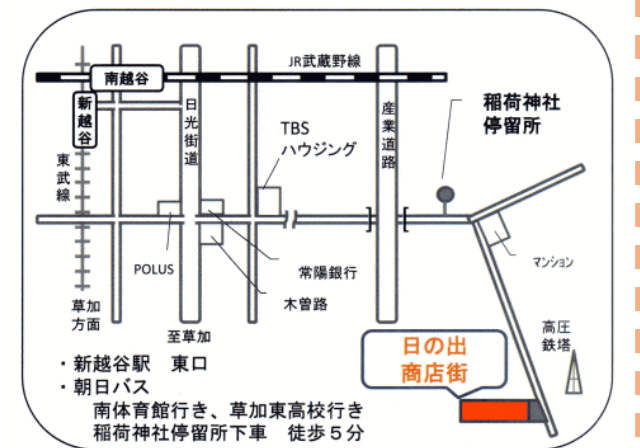 JR武蔵野線
南越谷
新越谷
日光街道
産業道路
稲荷神社
停留所
TBS
ハウジング
東武線
POLUS
常陽銀行
木曽路
マンション
草加
方面
至草加
高圧
鉄塔
日の出
商店街
・新越谷駅 東口
・朝日バス
南体育館行き、草加東高校行き
稲荷神社停留所下車 徒歩5分